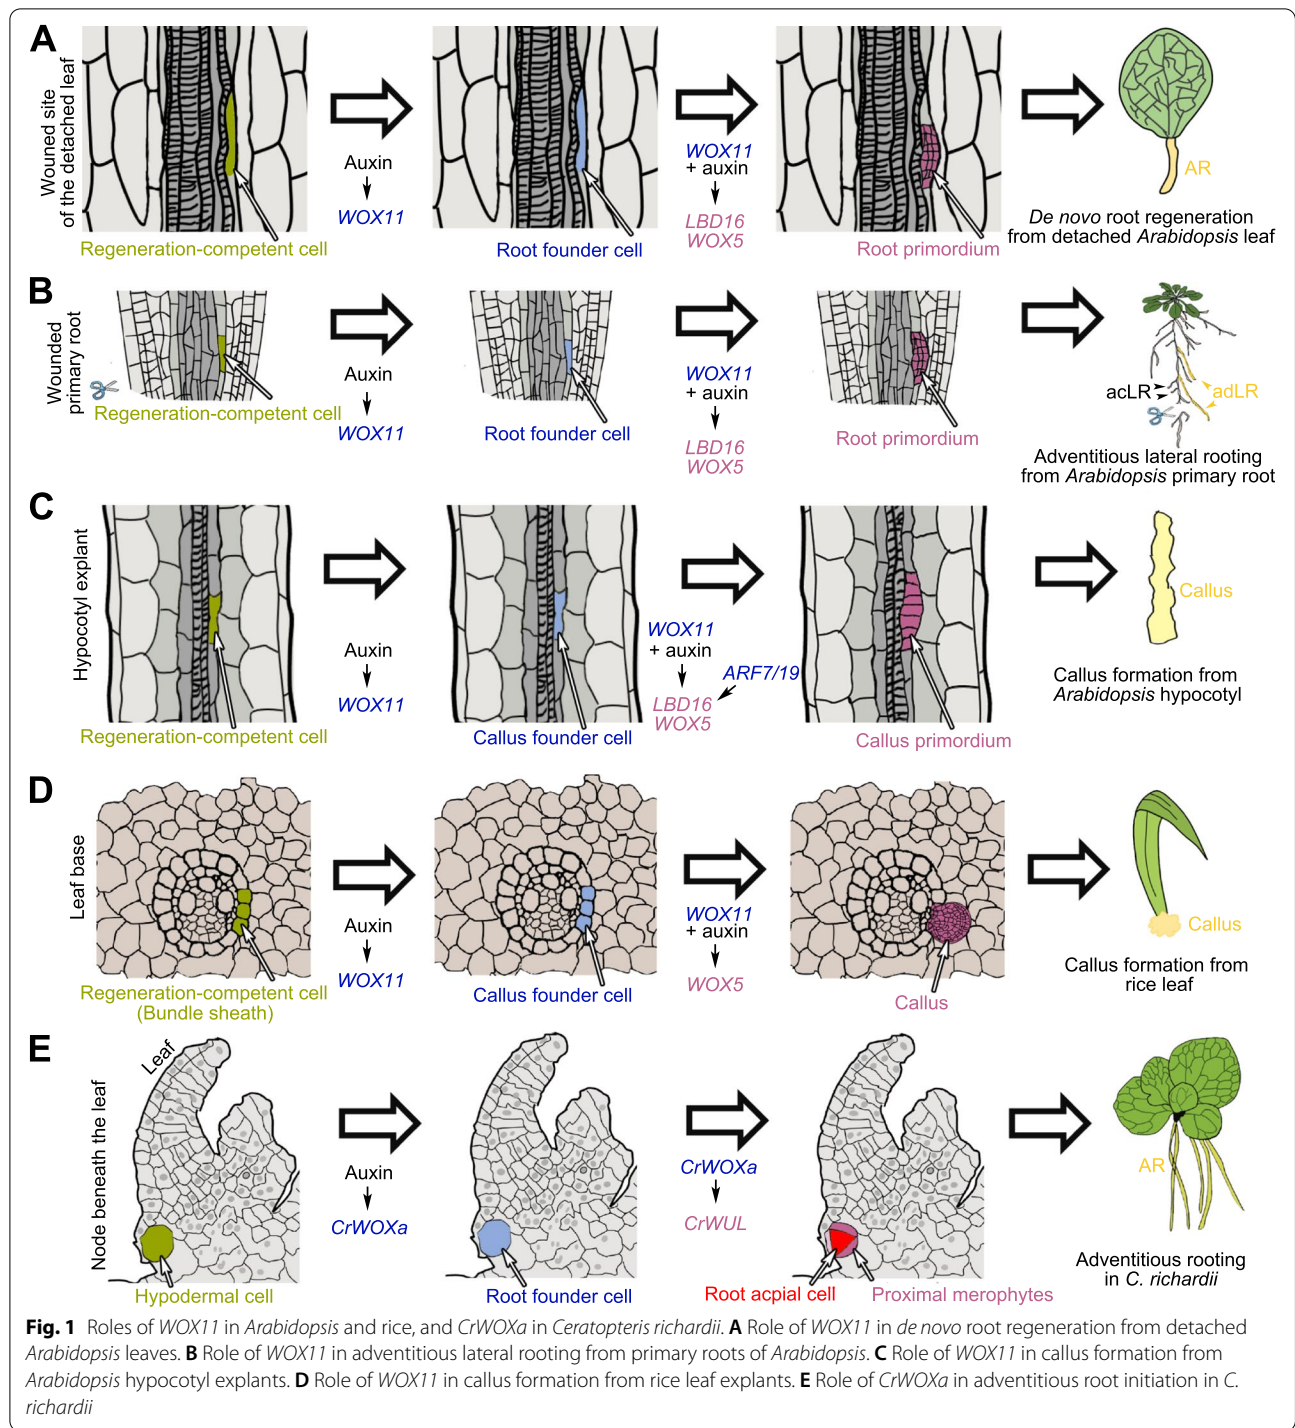 A
Wouned site
of the detached leaf
Auxin
WOX11
WOX11
+ auxin
LBD16
WOX5
AR
Regeneration-competent cell
Root founder cell
Root primordium
De novo root regeneration
from detached Arabidopsis leaf
B
Wounded
primary root
Auxin
WOX11
WOX11
+ auxin
LBD16
WOX5
acLR
adLR
Regeneration-competent cell
Root founder cell
Root primordium
Adventitious lateral rooting
from Arabidopsis primary root
C
Hypocotyl explant
Auxin
WOX11
WOX11
+ auxin
ARF7/19
LBD16
WOX5
Callus
Regeneration-competent cell
Callus founder cell
Callus primordium
Callus formation from
Arabidopsis hypocotyl
D
Leaf base
Auxin
WOX11
WOX11
+ auxin
WOX5
Callus
Regeneration-competent cell
(Bundle sheath)
Callus founder cell
Callus
Callus formation from
rice leaf
E
Node beneath the leaf
Leaf
Auxin
CrWOXa
CrWOXa
CrWUL
AR
Hypodermal cell
Root founder cell
Root acpial cell
Proximal merophytes
Adventitious rooting
in C. richardii
Fig. 1 Roles of WOX11 in Arabidopsis and rice, and CrWOXa in Ceratopteris richardii. A Role of WOX11 in de novo root regeneration from detached
Arabidopsis leaves. B Role of WOX11 in adventitious lateral rooting from primary roots of Arabidopsis. C Role of WOX11 in callus formation from
Arabidopsis hypocotyl explants. D Role of WOX11 in callus formation from rice leaf explants. E Role of CrWOXa in adventitious root initiation in C.
richardii